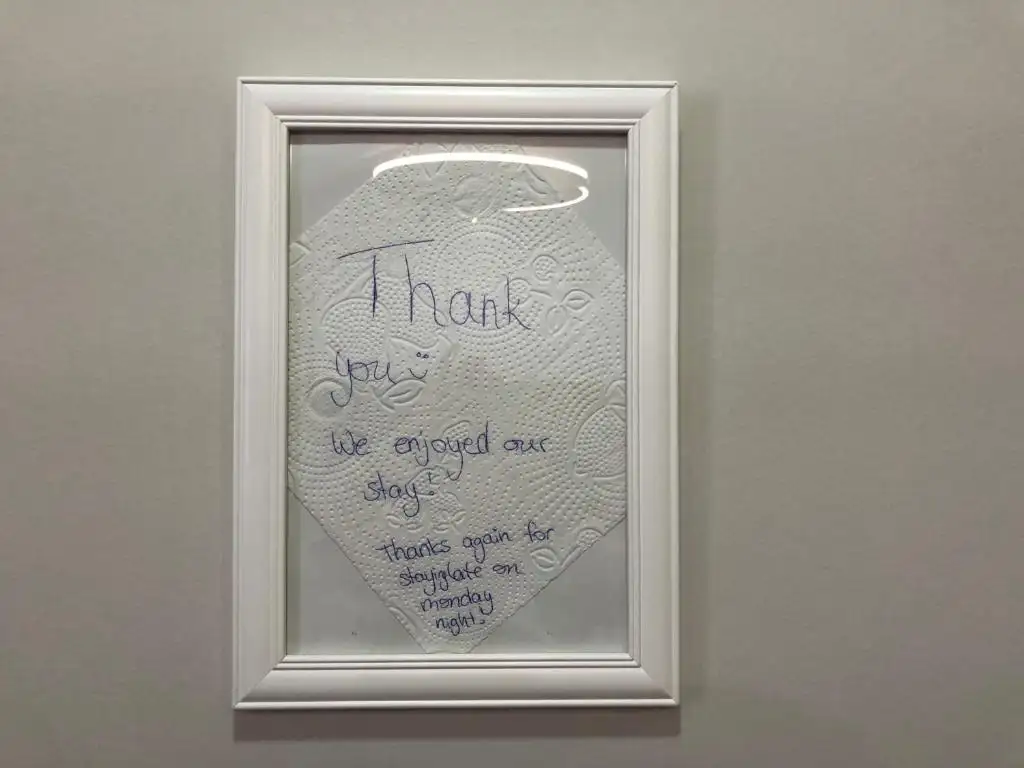 Thank
you :)
We enjoyed our
stay!
Thanks again for
staying late on
monday
night.